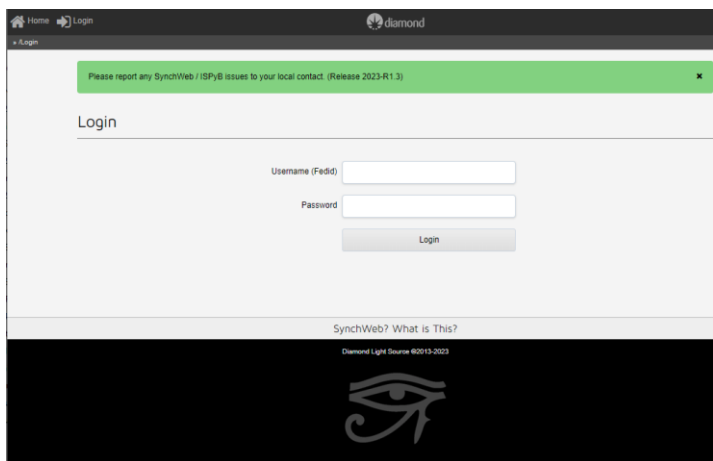 Home Login
diamond
» /Login
Please report any SynchWeb / ISPyB issues to your local contact. (Release 2023-R1.3) ×
Login
Username (Fedid)
Password
Login
SynchWeb? What is This?
Diamond Light Source ©2013-2023